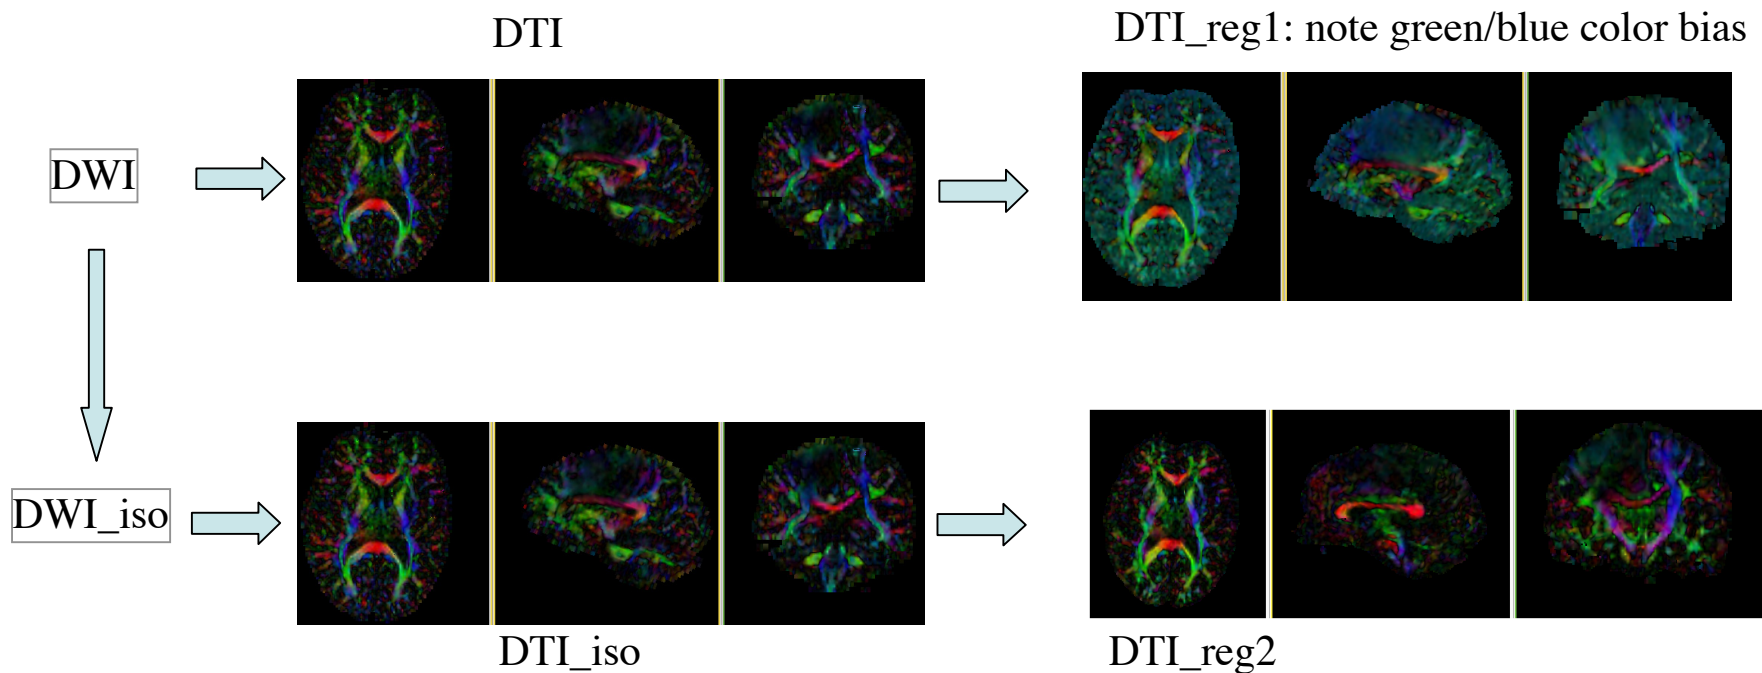 DTI
DTI_reg1: note green/blue color bias
DWI
DWI_iso
DTI_iso
DTI_reg2